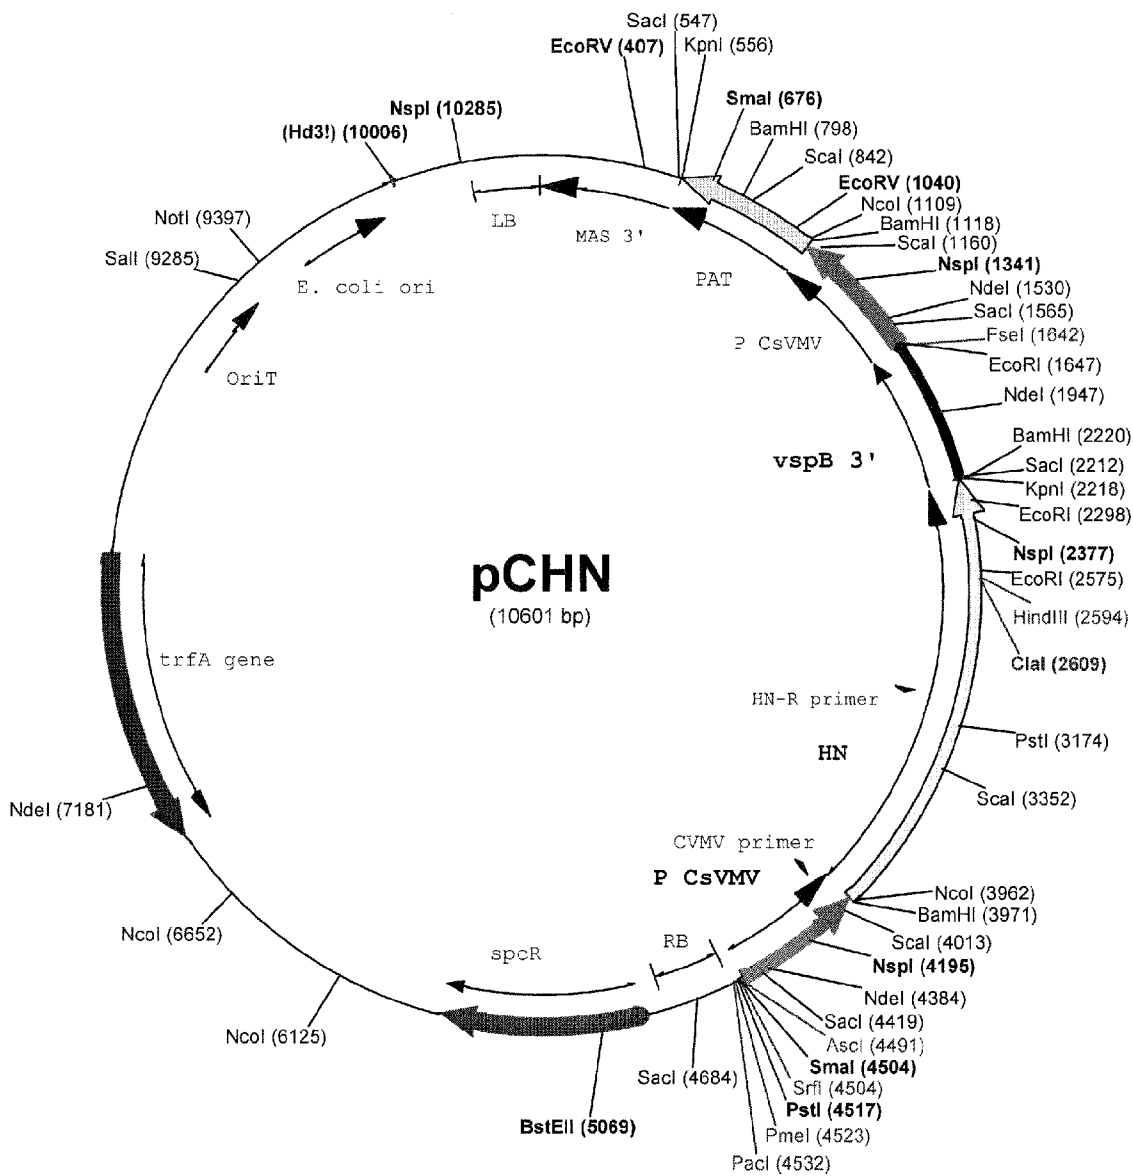 SacI (547)
EcoRV (407)
KpnI (556)
SmaI (676)
BamHI (798)
ScaI (842)
EcoRV (1040)
NcoI (1109)
BamHI (1118)
ScaI (1160)
NspI (1341)
NdeI (1530)
SacI (1565)
FseI (1642)
EcoRI (1647)
NdeI (1947)
BamHI (2220)
SacI (2212)
KpnI (2218)
EcoRI (2298)
NspI (2377)
EcoRI (2575)
HindIII (2594)
ClaI (2609)
PstI (3174)
ScaI (3352)
NcoI (3962)
BamHI (3971)
ScaI (4013)
NspI (4195)
NdeI (4384)
SacI (4419)
AscI (4491)
SmaI (4504)
SrfI (4504)
PstI (4517)
PmeI (4523)
PacI (4532)
SacI (4684)
BstEII (5069)
NcoI (6125)
NcoI (6652)
NdeI (7181)
SalI (9285)
NotI (9397)
(Hd3!) (10006)
NspI (10285)
LB
MAS 3'
PAT
P CsVMV
vspB 3'
HN-R primer
HN
CVMV primer
P CsVMV
RB
spcR
trfA gene
OriT
E. coli ori
pCHN
(10601 bp)